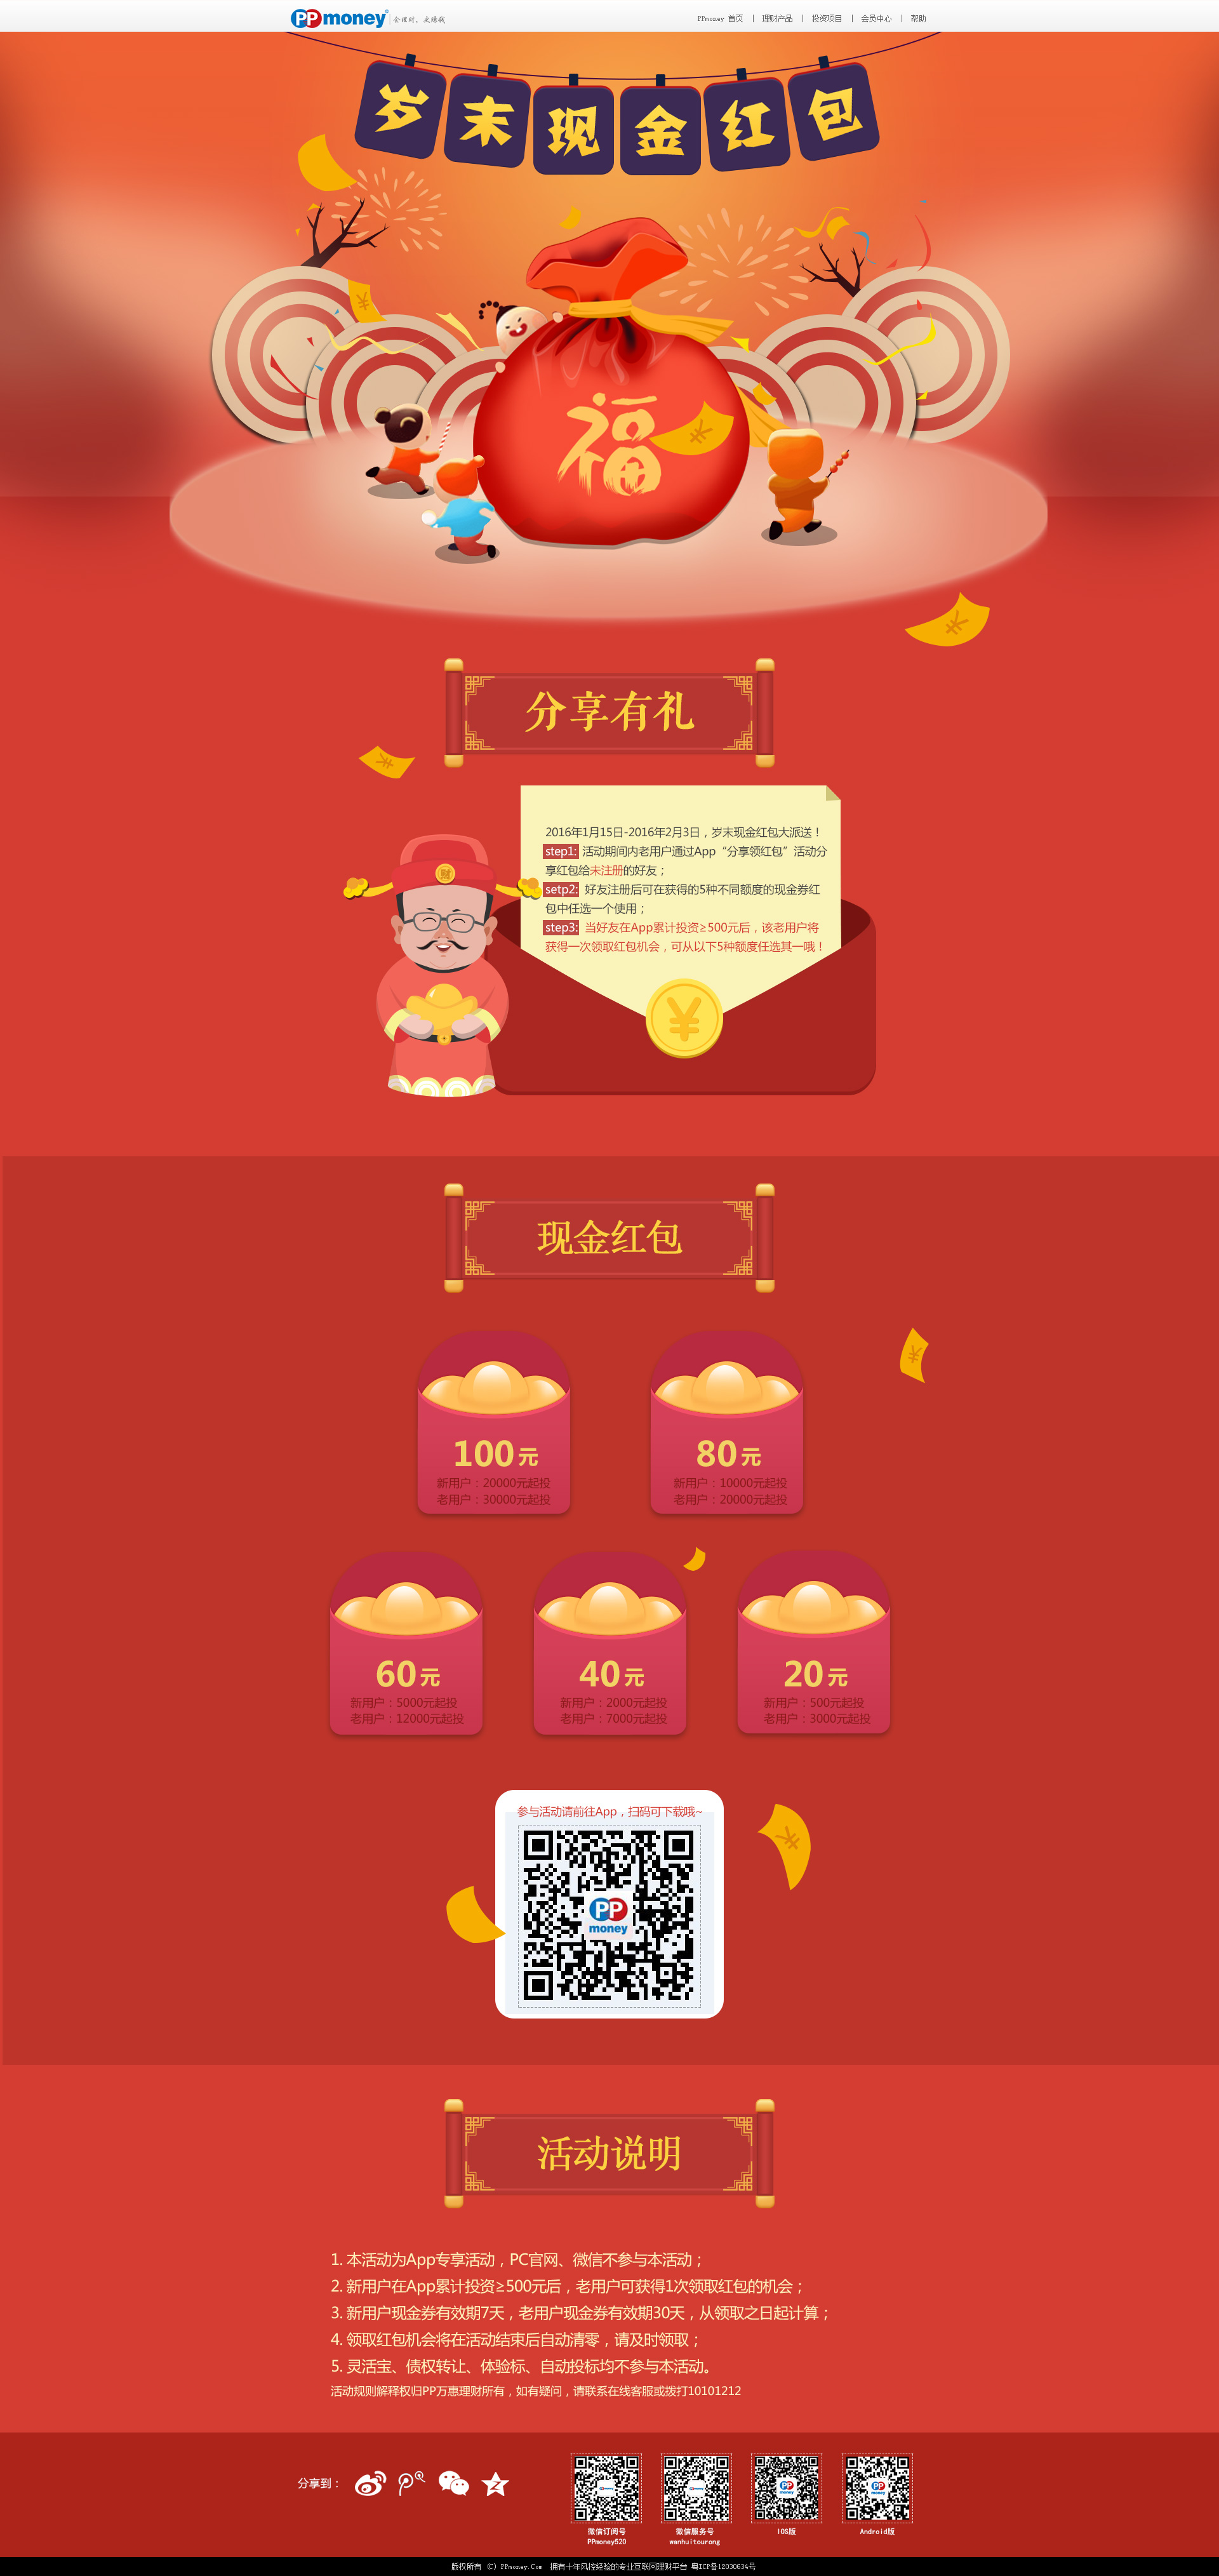 PPmoney 会理财，点赚钱
PPmoney 首页 | 理财产品 | 投资项目 | 会员中心 | 帮助
岁末现金红包
福
分享有礼
2016年1月15日-2016年2月3日，岁末现金红包大派送！
step1: 活动期间内老用户通过App“分享领红包”活动分
享红包给未注册的好友；
setp2: 好友注册后可在获得的5种不同额度的现金券红
包中任选一个使用；
step3: 当好友在App累计投资≥500元后，该老用户将
获得一次领取红包机会，可从以下5种额度任选其一哦！
财
¥
现金红包
100元
新用户：20000元起投
老用户：30000元起投
80元
新用户：10000元起投
老用户：20000元起投
60元
新用户：5000元起投
老用户：12000元起投
40元
新用户：2000元起投
老用户：7000元起投
20元
新用户：500元起投
老用户：3000元起投
参与活动请前往App，扫码可下载哦~
PP
money
活动说明
1. 本活动为App专享活动，PC官网、微信不参与本活动；
2. 新用户在App累计投资≥500元后，老用户可获得1次领取红包的机会；
3. 新用户现金券有效期7天，老用户现金券有效期30天，从领取之日起计算；
4. 领取红包机会将在活动结束后自动清零，请及时领取；
5. 灵活宝、债权转让、体验标、自动投标均不参与本活动。
活动规则解释权归PP万惠理财所有，如有疑问，请联系在线客服或拨打10101212
分享到：
微信订阅号
PPmoney520
微信服务号
wanhuitourong
IOS版
Android版
版权所有 (C) PPmoney.Com 拥有十年风控经验的专业互联网理财平台 粤ICP备12030634号